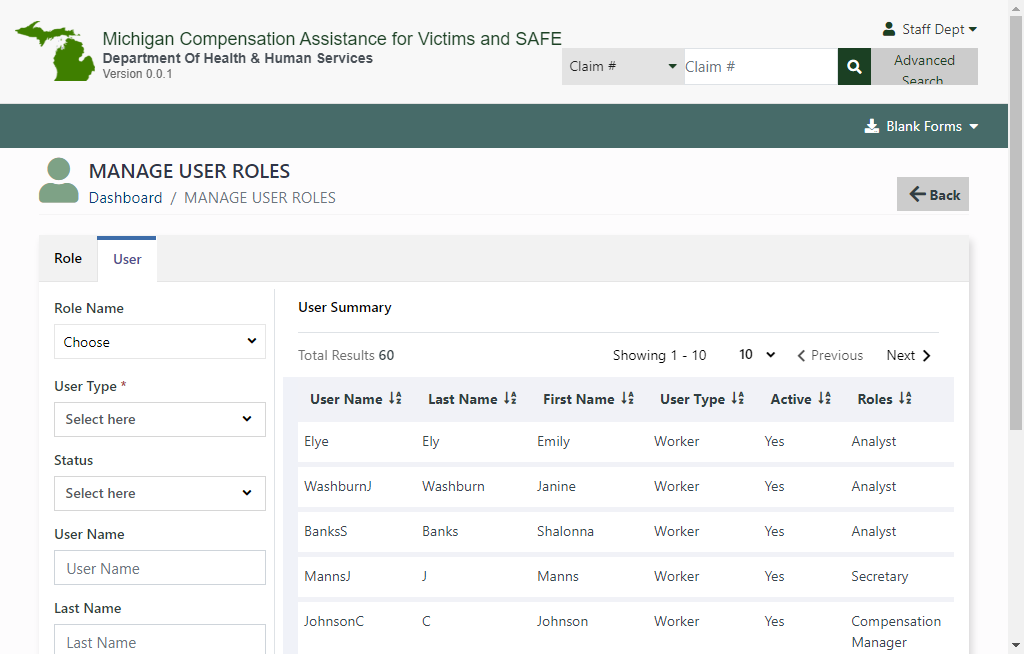 Michigan Compensation Assistance for Victims and SAFE
Department Of Health & Human Services
Version 0.0.1
Staff Dept
Claim #
Claim #
Advanced Search
Blank Forms
MANAGE USER ROLES
Dashboard / MANAGE USER ROLES
Back
Role User
Role Name
Choose
User Type *
Select here
Status
Select here
User Name
User Name
Last Name
Last Name
User Summary
Total Results 60 Showing 1 - 10 10 Previous Next
User Name Last Name First Name User Type Active Roles
Elye Ely Emily Worker Yes Analyst
WashburnJ Washburn Janine Worker Yes Analyst
BanksS Banks Shalonna Worker Yes Analyst
MannsJ J Manns Worker Yes Secretary
JohnsonC C Johnson Worker Yes Compensation
Manager